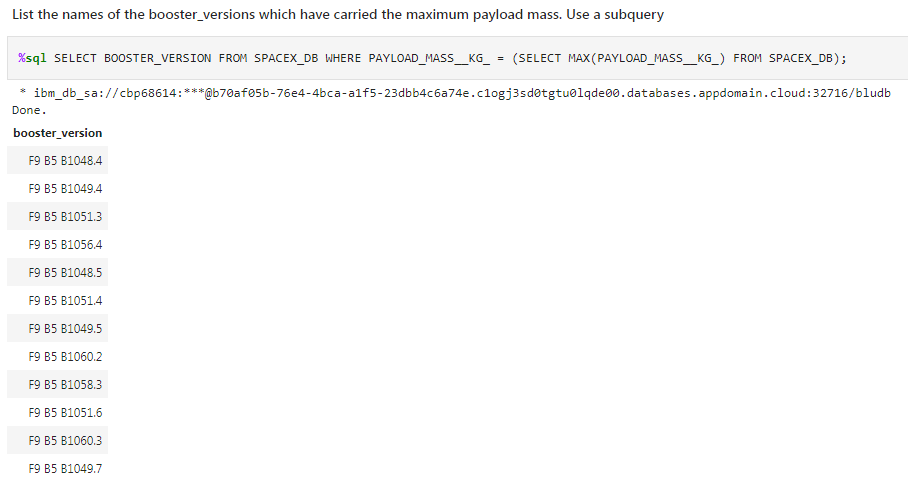 List the names of the booster_versions which have carried the maximum payload mass. Use a subquery
%sql SELECT BOOSTER_VERSION FROM SPACEX_DB WHERE PAYLOAD_MASS__KG_ = (SELECT MAX(PAYLOAD_MASS__KG_) FROM SPACEX_DB);
* ibm_db_sa://cbp68614:***@b70af05b-76e4-4bca-a1f5-23dbb4c6a74e.c1ogj3sd0tgtu0lqde00.databases.appdomain.cloud:32716/bludb
Done.
booster_version
F9 B5 B1048.4
F9 B5 B1049.4
F9 B5 B1051.3
F9 B5 B1056.4
F9 B5 B1048.5
F9 B5 B1051.4
F9 B5 B1049.5
F9 B5 B1060.2
F9 B5 B1058.3
F9 B5 B1051.6
F9 B5 B1060.3
F9 B5 B1049.7